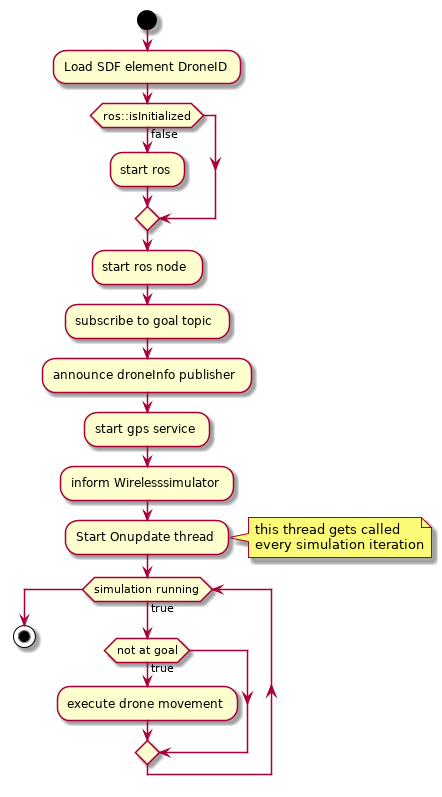 Load SDF element DroneID
ros::isInitialized
false
start ros
start ros node
subscribe to goal topic
announce droneInfo publisher
start gps service
inform Wirelesssimulator
Start Onupdate thread
this thread gets called
every simulation iteration
simulation running
true
not at goal
true
execute drone movement